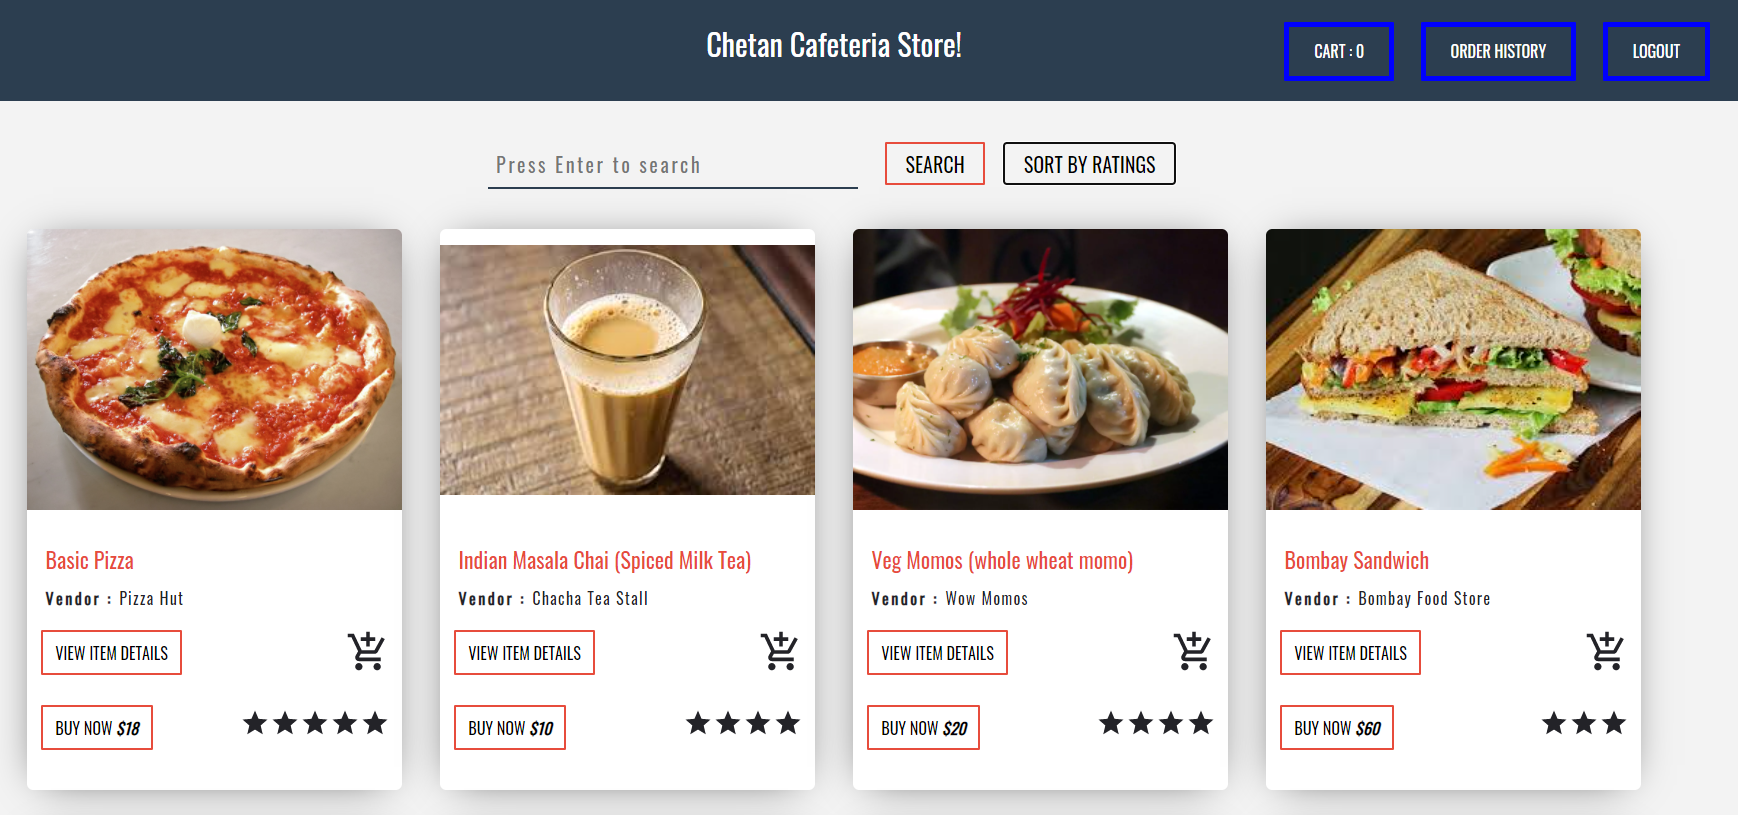 Chetan Cafeteria Store!
CART : 0
ORDER HISTORY
LOGOUT
Press Enter to search
SEARCH
SORT BY RATINGS
Basic Pizza
Vendor : Pizza Hut
VIEW ITEM DETAILS
BUY NOW $18
Indian Masala Chai (Spiced Milk Tea)
Vendor : Chacha Tea Stall
VIEW ITEM DETAILS
BUY NOW $10
Veg Momos (whole wheat momo)
Vendor : Wow Momos
VIEW ITEM DETAILS
BUY NOW $20
Bombay Sandwich
Vendor : Bombay Food Store
VIEW ITEM DETAILS
BUY NOW $60